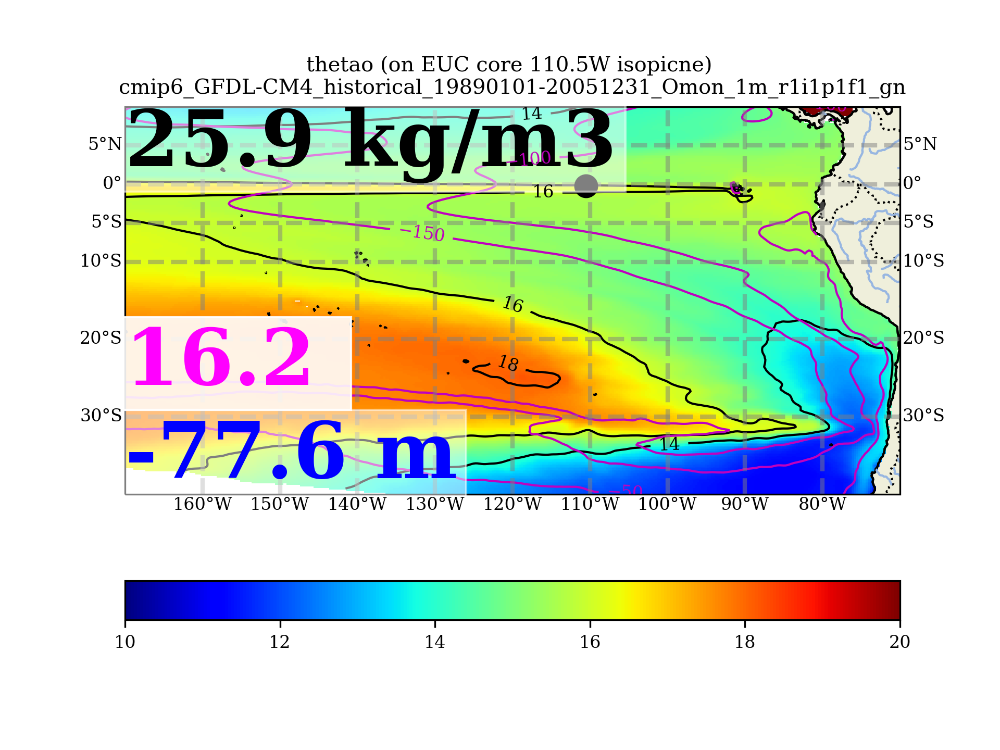 thetao (on EUC core 110.5W isopicne)
cmip6_GFDL-CM4_historical_19890101-20051231_Omon_1m_r1i1p1f1_gn
25.9 kg/m3
14
−100
16
−150
16
18
14
−50
16.2
-77.6 m
5°N
0°
5°S
10°S
20°S
30°S
5°N
0°
5°S
10°S
20°S
30°S
160°W 150°W 140°W 130°W 120°W 110°W 100°W 90°W 80°W
10 12 14 16 18 20